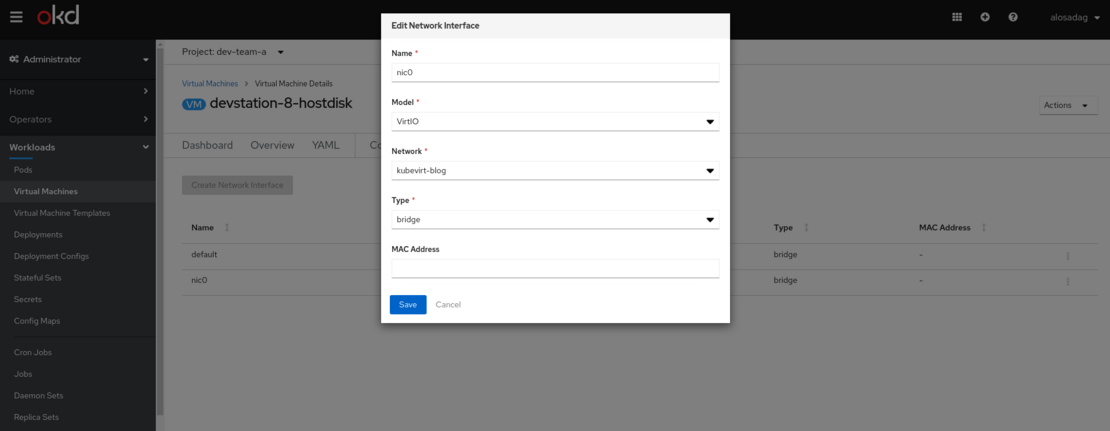 okd
alosadag
Administrator
Home
Operators
Workloads
Pods
Virtual Machines
Virtual Machine Templates
Deployments
Deployment Configs
Stateful Sets
Secrets
Config Maps
Cron Jobs
Jobs
Daemon Sets
Replica Sets
Project: dev-team-a
Virtual Machines > Virtual Machine Details
VM devstation-8-hostdisk
Actions
Dashboard Overview YAML
Create Network Interface
Name Type MAC Address
default bridge -
nic0 bridge -
Edit Network Interface
Name *
nic0
Model *
VirtIO
Network *
kubevirt-blog
Type *
bridge
MAC Address
Save Cancel